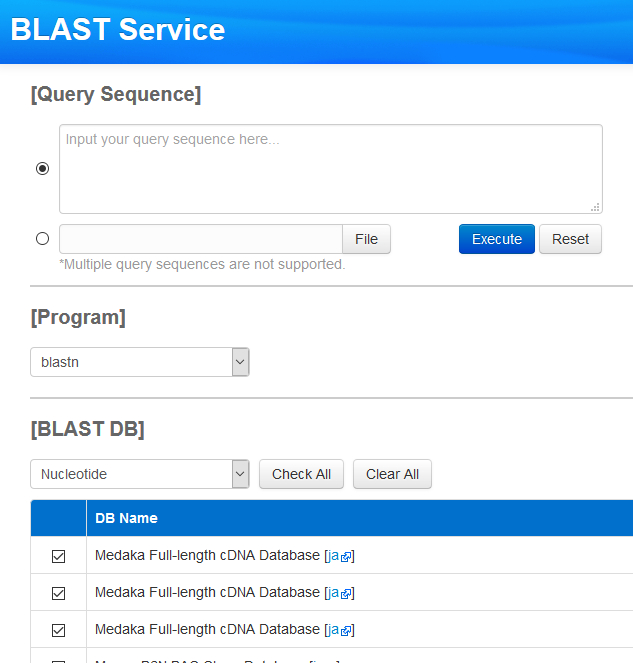 BLAST Service
[Query Sequence]
Input your query sequence here...
File
Execute
Reset
*Multiple query sequences are not supported.
[Program]
blastn
[BLAST DB]
Nucleotide
Check All
Clear All
DB Name
Medaka Full-length cDNA Database [ja]
Medaka Full-length cDNA Database [ja]
Medaka Full-length cDNA Database [ja]